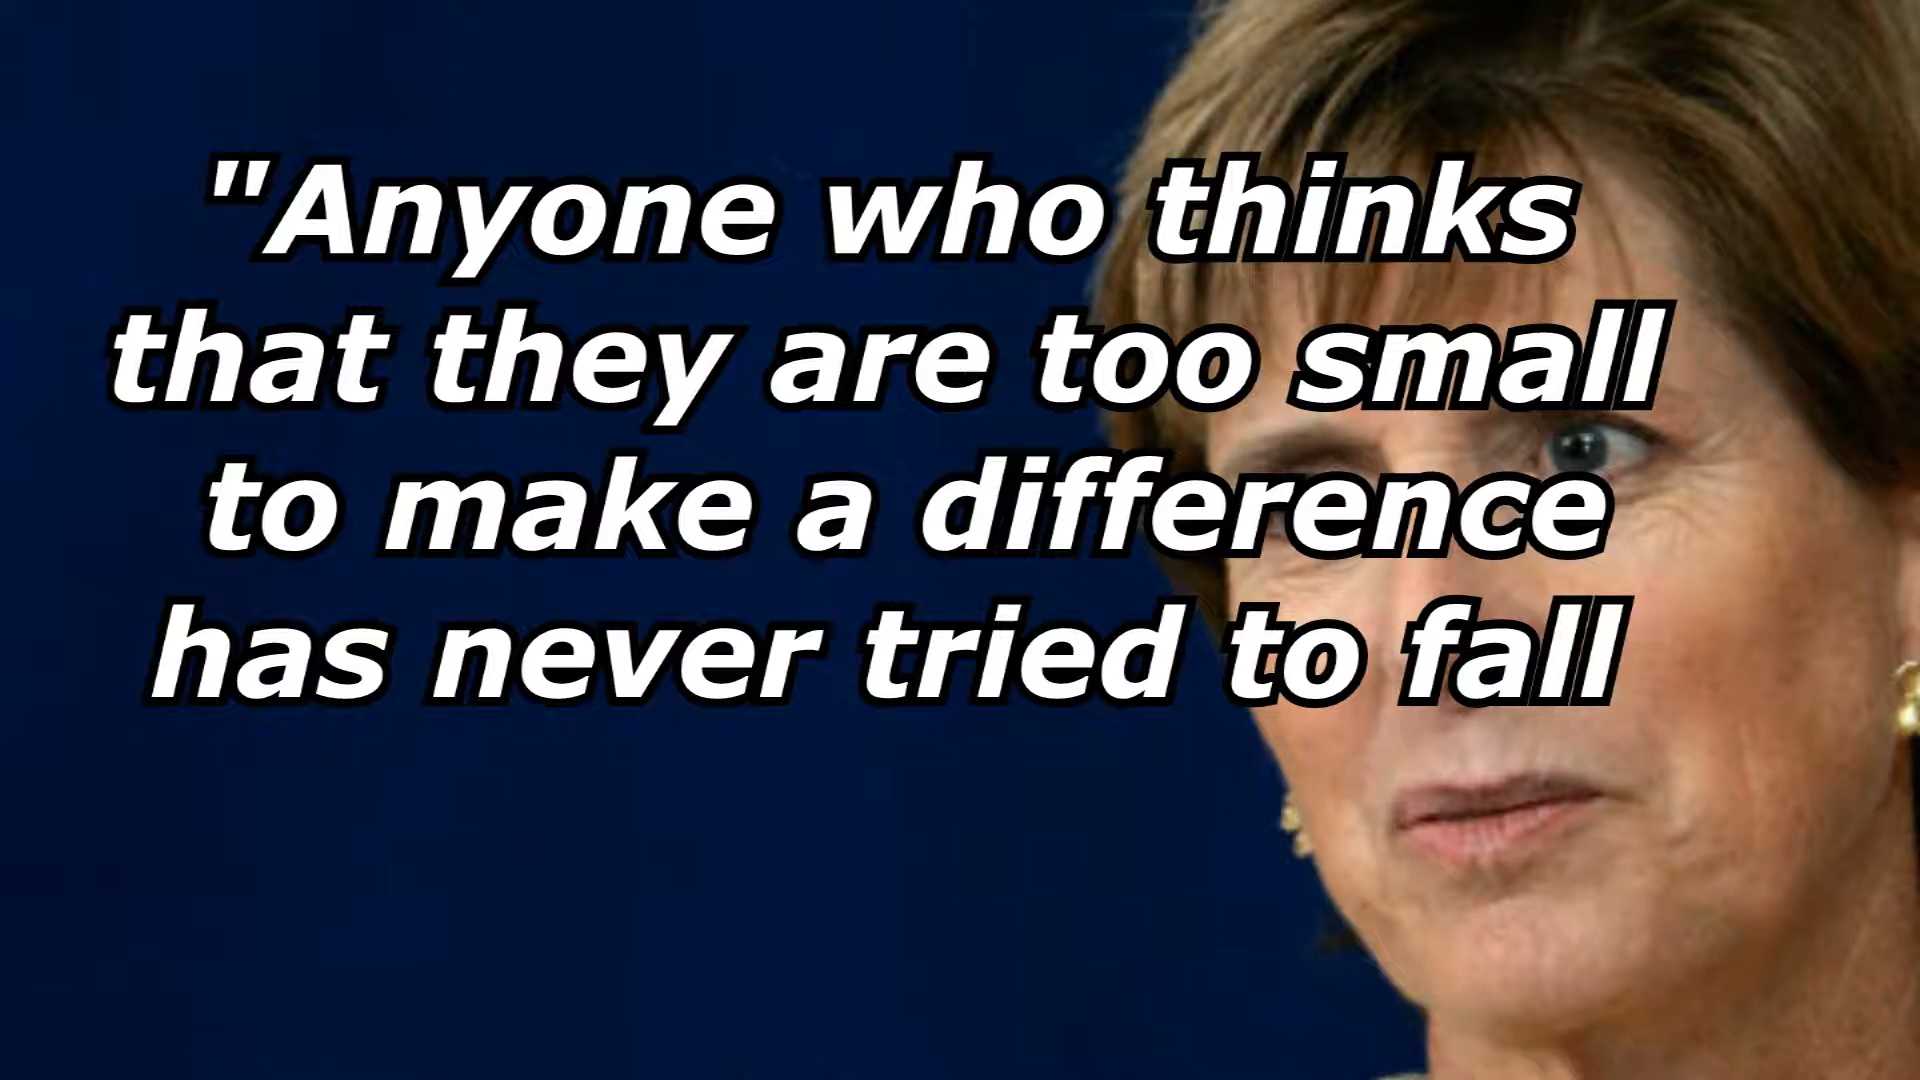 "Anyone who thinks
that they are too small
to make a difference
has never tried to fall